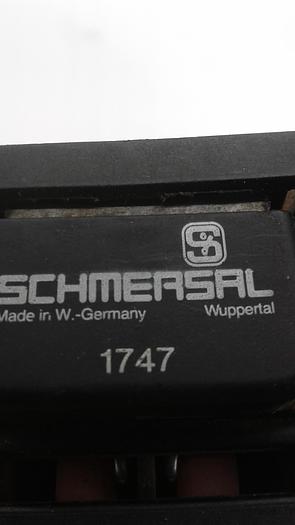 SCHMERSAL
Made in W.-Germany Wuppertal
1747